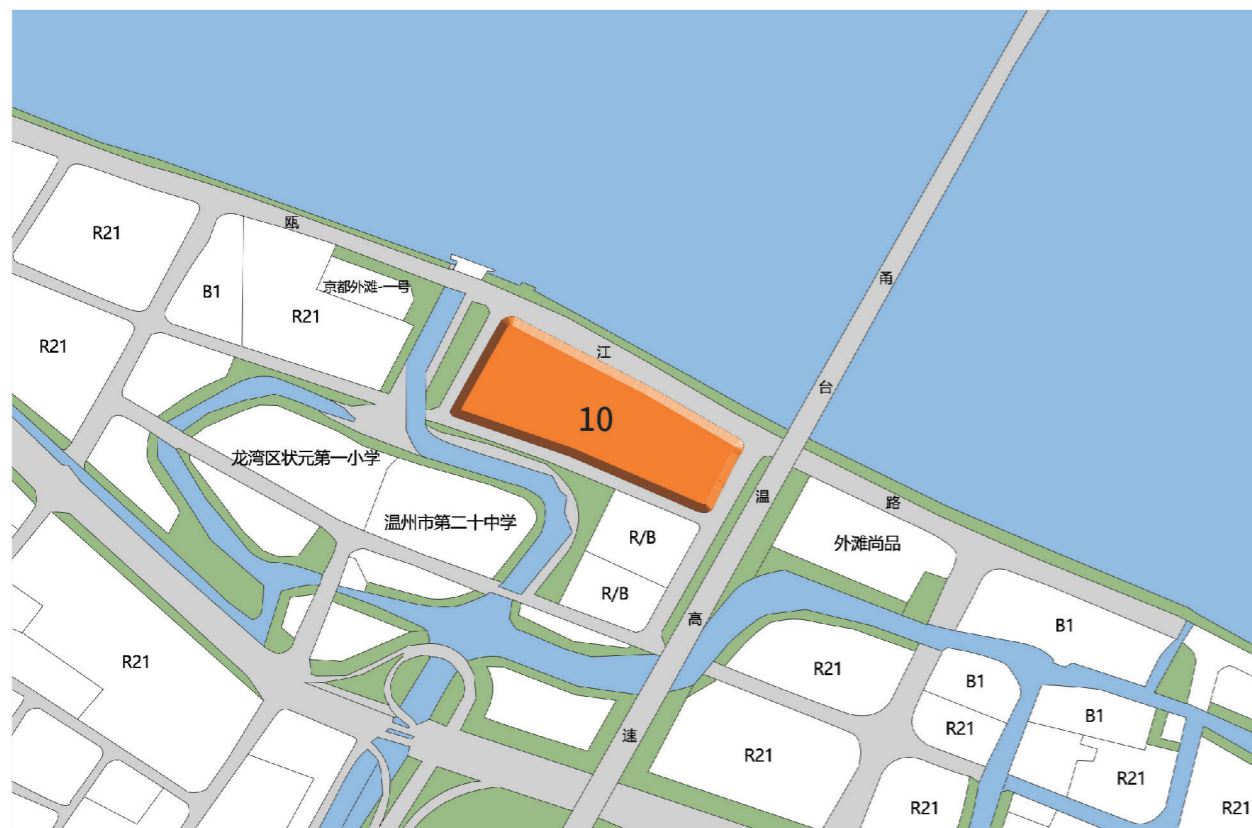 瓯
R21
甬
B1
京都外滩-一号
R21
R21
江
台
10
龙湾区状元第一小学
温
路
温州市第二十中学
R/B
外滩尚品
R/B
高
B1
R21
R21
B1
B1
R21
速
R21
R21
R21
R21